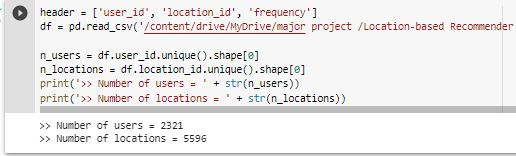 header = ['user_id', 'location_id', 'frequency']
df = pd.read_csv('/content/drive/MyDrive/major project /Location-based Recommender
n_users = df.user_id.unique().shape[0]
n_locations = df.location_id.unique().shape[0]
print('>> Number of users = ' + str(n_users))
print('>> Number of locations = ' + str(n_locations))
>> Number of users = 2321
>> Number of locations = 5596